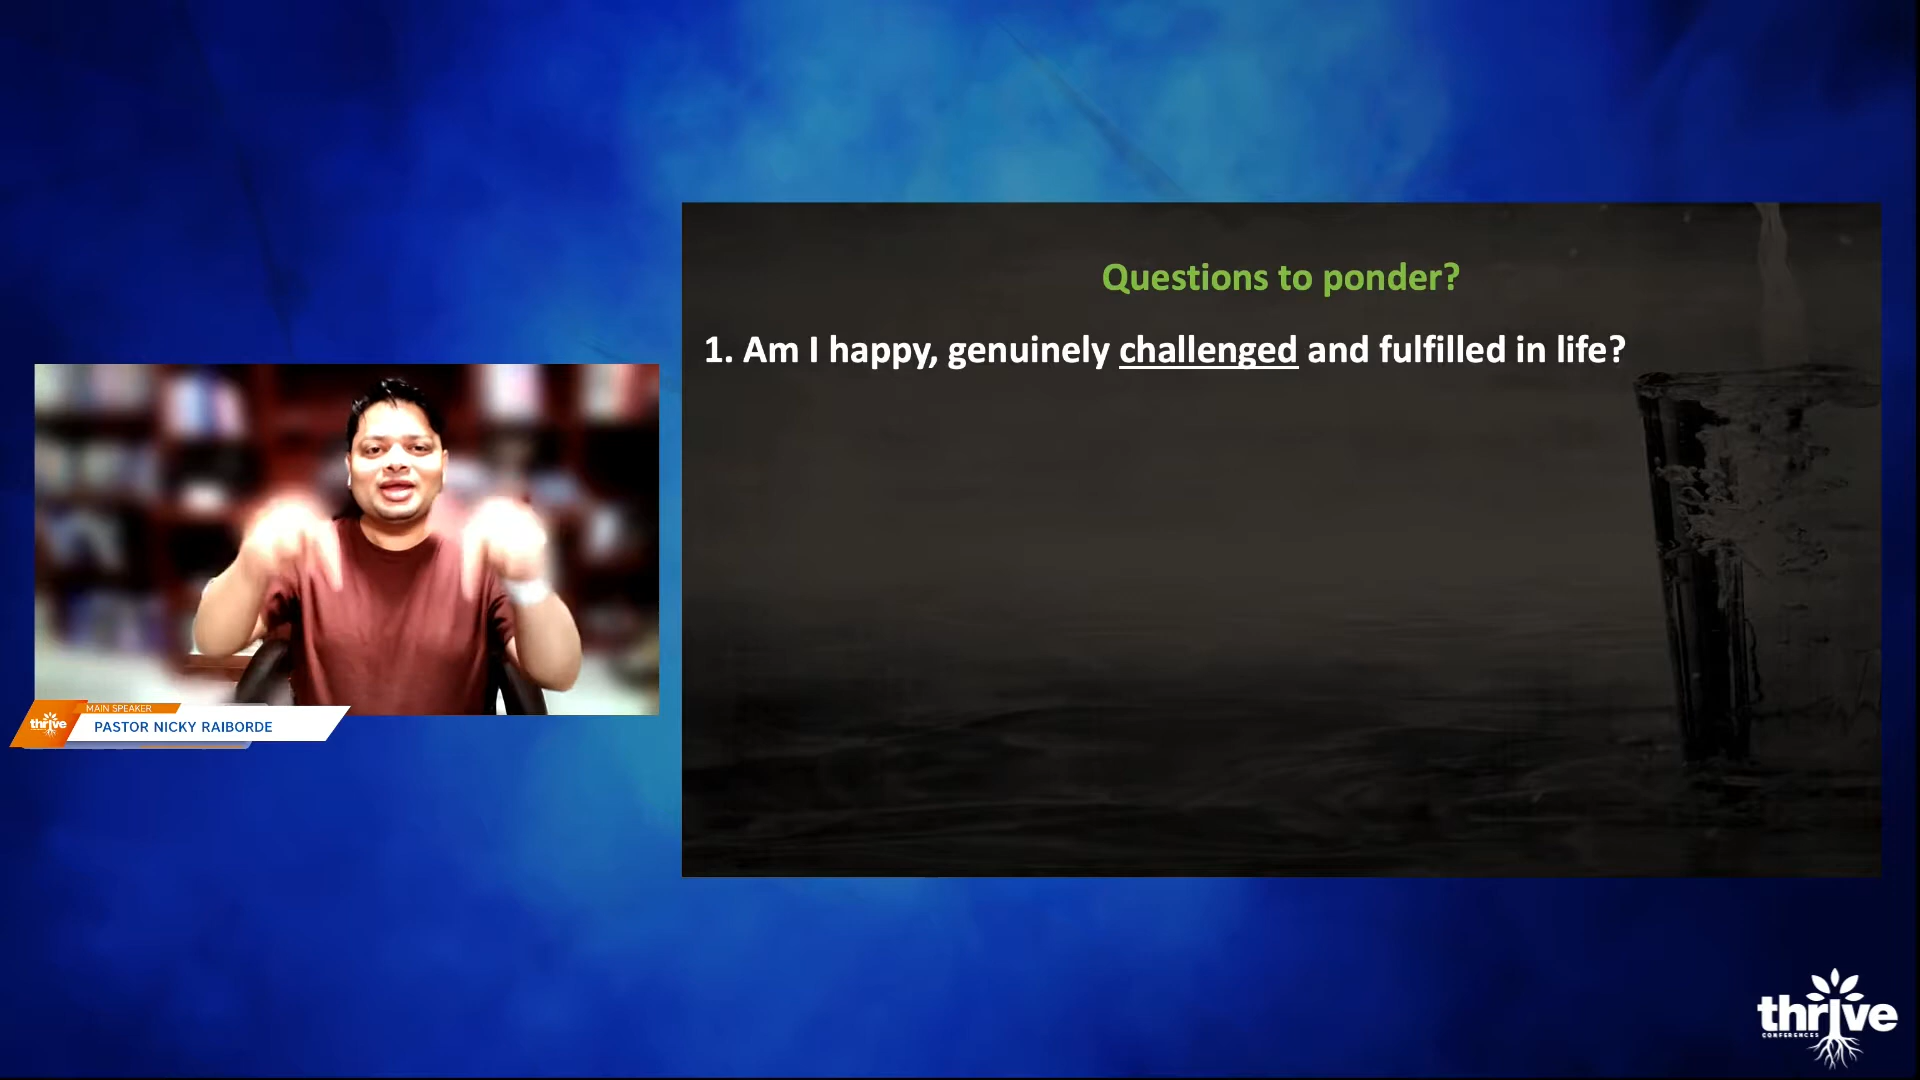 Questions to ponder?
1. Am I happy, genuinely challenged and fulfilled in life?
thrive
MAIN SPEAKER
PASTOR NICKY RAIBORDE
thrive
CONFERENCES